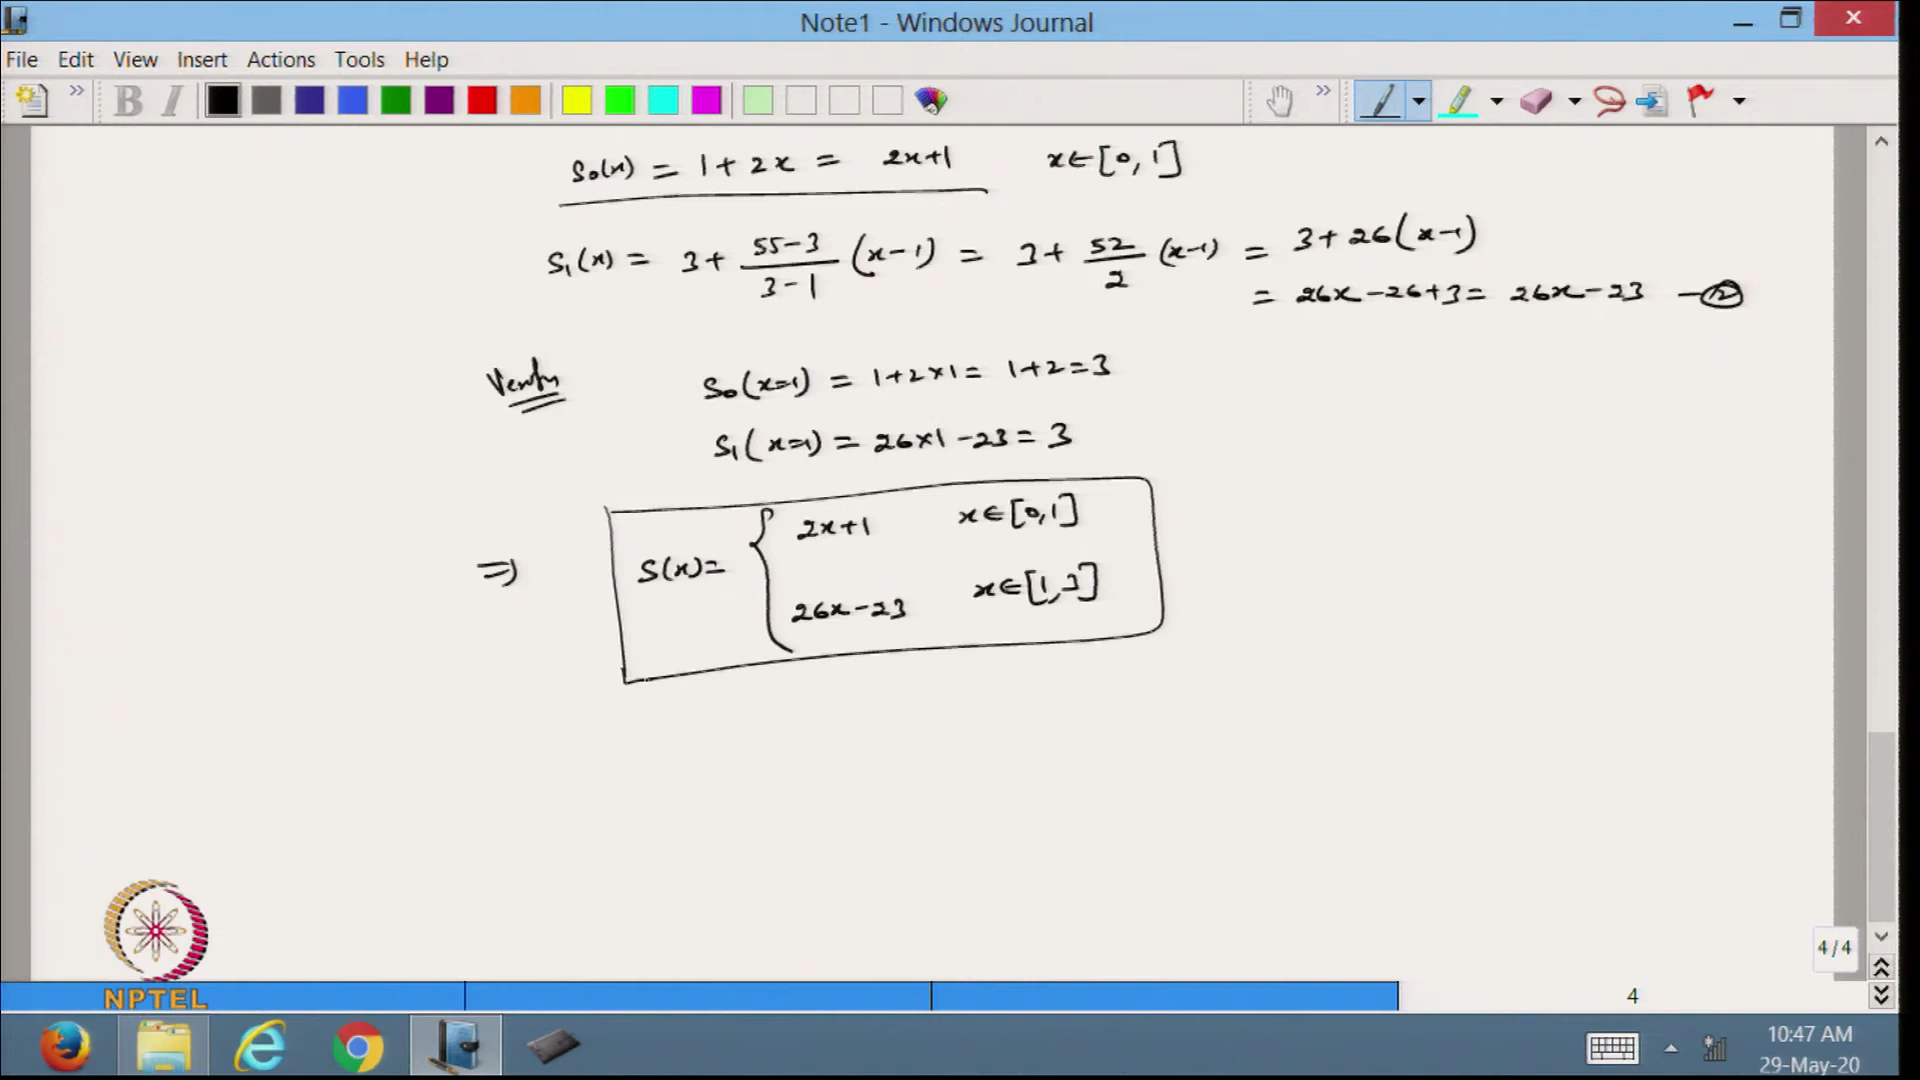 Note1 - Windows Journal
File Edit View Insert Actions Tools Help
B I
S₀(x) = 1+2x = 2x+1 x∈[0,1]
S₁(x) = 3+ \frac{55-3}{3-1} (x-1) = 3+ \frac{52}{2} (x-1) = 3+26(x-1)
= 26x-26+3 = 26x-23 -②
Verify S₀(x=1) = 1+2×1 = 1+2=3
S₁(x=1) = 26×1-23=3
⇒ S(x)= { 2x+1 x∈[0,1]
26x-23 x∈[1,3]
4/4
NPTEL
4
10:47 AM
29-May-20